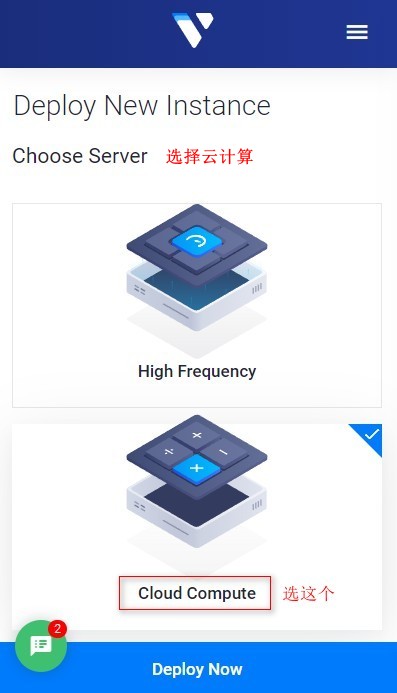 Deploy New Instance
Choose Server 选择云计算
High Frequency
Cloud Compute 选这个
2
Deploy Now